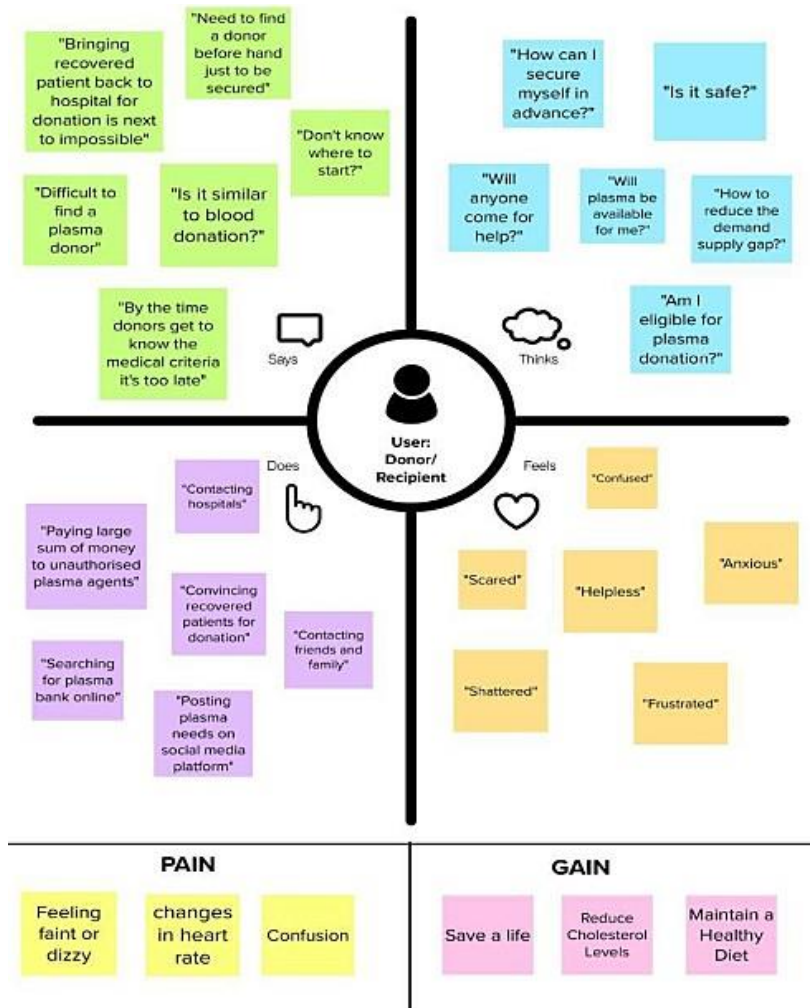 "Bringing
recovered
patient back to
hospital for
donation is next
to impossible"
"Need to find
a donor
before hand
just to be
secured"
"Don't know
where to
start?"
"Difficult to
find a
plasma
donor"
"Is it similar
to blood
donation?"
"By the time
donors get to
know the
medical criteria
it's too late"
Says
"How can I
secure
myself in
advance?"
"Is it safe?"
"Will
anyone
come for
help?"
"Will
plasma be
available
for me?"
"How to
reduce the
demand
supply gap?"
"Am I
eligible for
plasma
donation?"
Thinks
User:
Donor/
Recipient
Does
"Contacting
hospitals"
"Paying large
sum of money
to unauthorised
plasma agents"
"Convincing
recovered
patients for
donation"
"Contacting
friends and
family"
"Searching
for plasma
bank online"
"Posting
plasma
needs on
social media
platform"
Feels
"Confused"
"Scared"
"Helpless"
"Anxious"
"Shattered"
"Frustrated"
PAIN
Feeling
faint or
dizzy
changes
in heart
rate
Confusion
GAIN
Save a life
Reduce
Cholesterol
Levels
Maintain a
Healthy
Diet